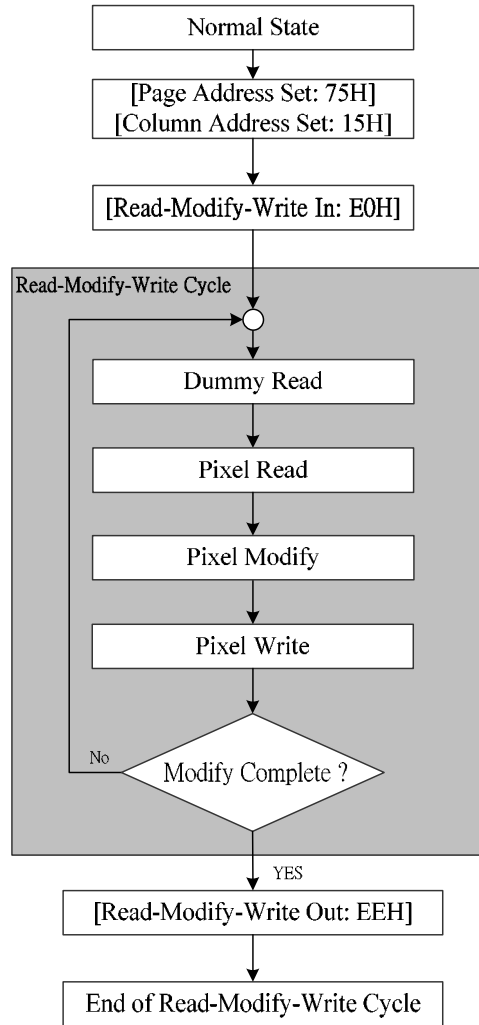 Normal State
[Page Address Set: 75H]
[Column Address Set: 15H]
[Read-Modify-Write In: E0H]
Read-Modify-Write Cycle
Dummy Read
Pixel Read
Pixel Modify
Pixel Write
No
Modify Complete ?
YES
[Read-Modify-Write Out: EEH]
End of Read-Modify-Write Cycle